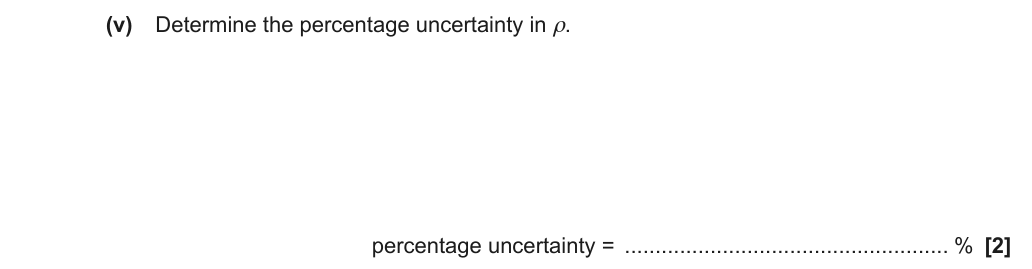 (v) Determine the percentage uncertainty in ρ.
percentage uncertainty = ..................................................... % [2]